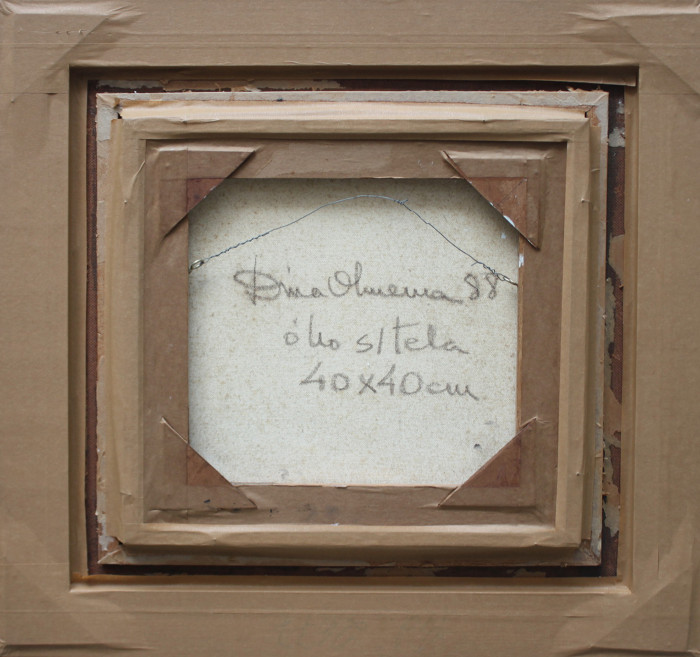 Dina Oliveira 88
óleo s/tela
40x40cm